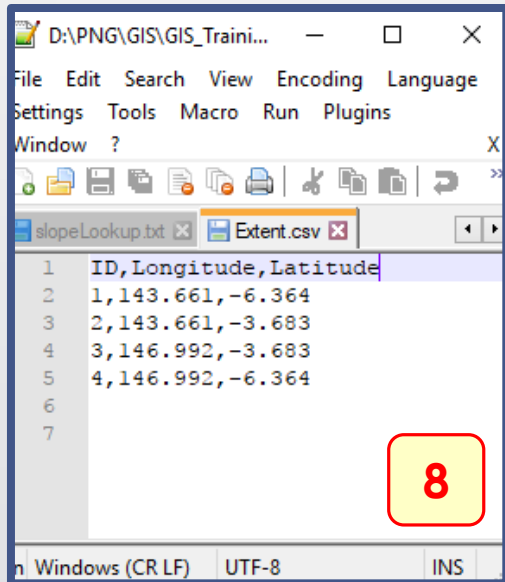 D:\PNG\GIS\GIS_Traini...
File Edit Search View Encoding Language
Settings Tools Macro Run Plugins
Window ? X
slopeLookup.txt Extent.csv
1 ID,Longitude,Latitude
2 1,143.661,-6.364
3 2,143.661,-3.683
4 3,146.992,-3.683
5 4,146.992,-6.364
6
7
8
n Windows (CR LF) UTF-8 INS